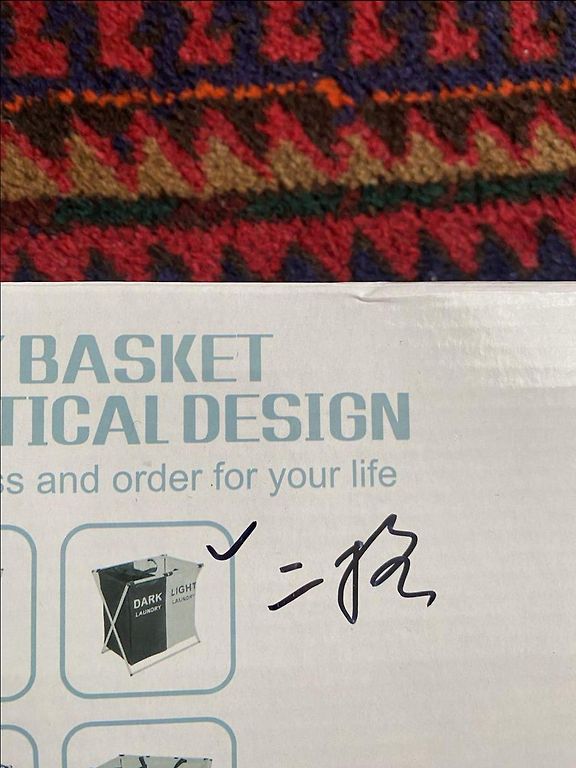 BASKET
TICAL DESIGN
ss and order for your life
DARK LIGHT
LAUNDRY LAUNDRY
二格